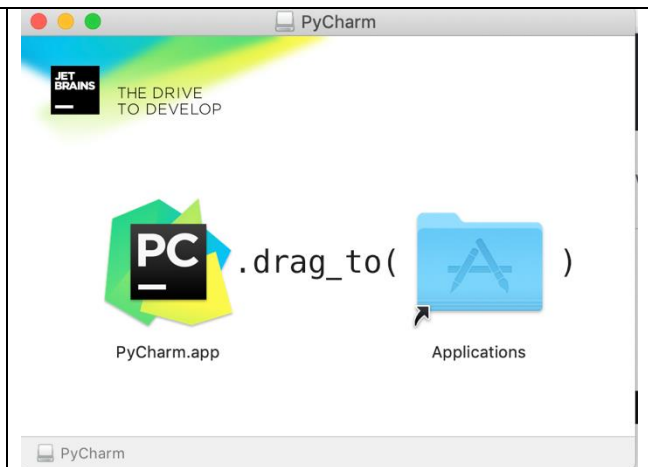 PyCharm
JET
BRAINS
THE DRIVE
TO DEVELOP
PC
.drag_to( )
PyCharm.app
Applications
PyCharm